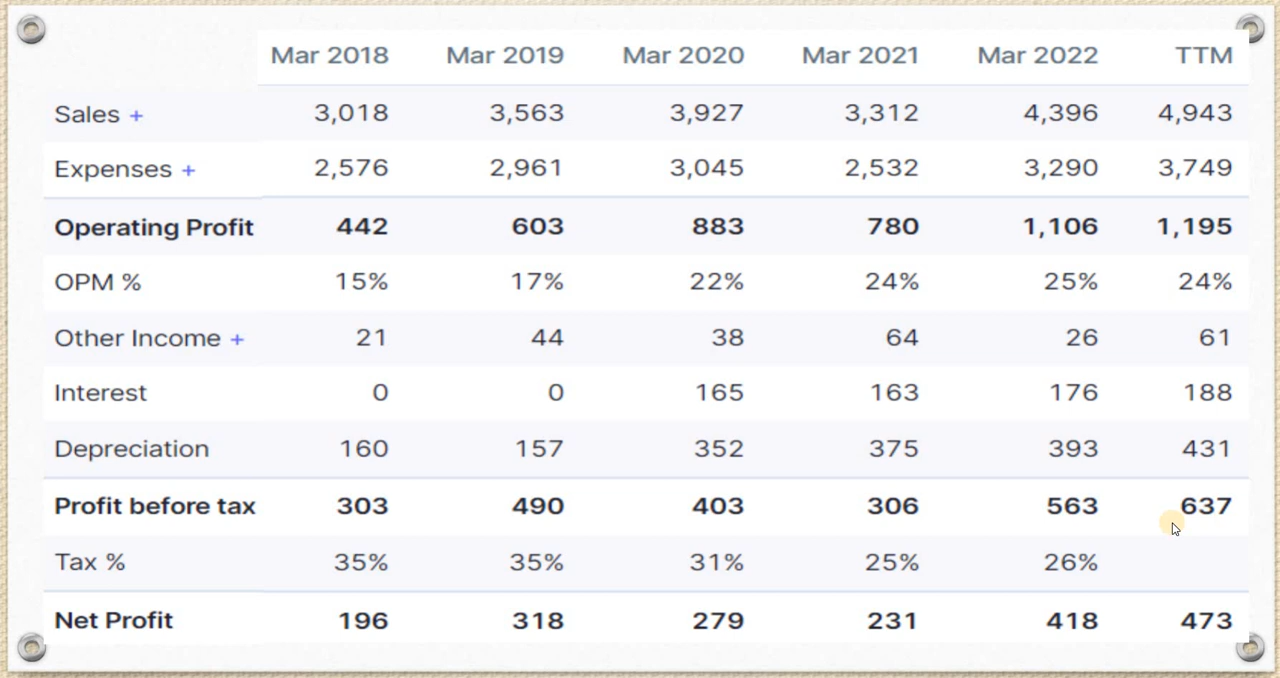 Mar 2018 Mar 2019 Mar 2020 Mar 2021 Mar 2022 TTM
Sales + 3,018 3,563 3,927 3,312 4,396 4,943
Expenses + 2,576 2,961 3,045 2,532 3,290 3,749
Operating Profit 442 603 883 780 1,106 1,195
OPM % 15% 17% 22% 24% 25% 24%
Other Income + 21 44 38 64 26 61
Interest 0 0 165 163 176 188
Depreciation 160 157 352 375 393 431
Profit before tax 303 490 403 306 563 637
Tax % 35% 35% 31% 25% 26%
Net Profit 196 318 279 231 418 473